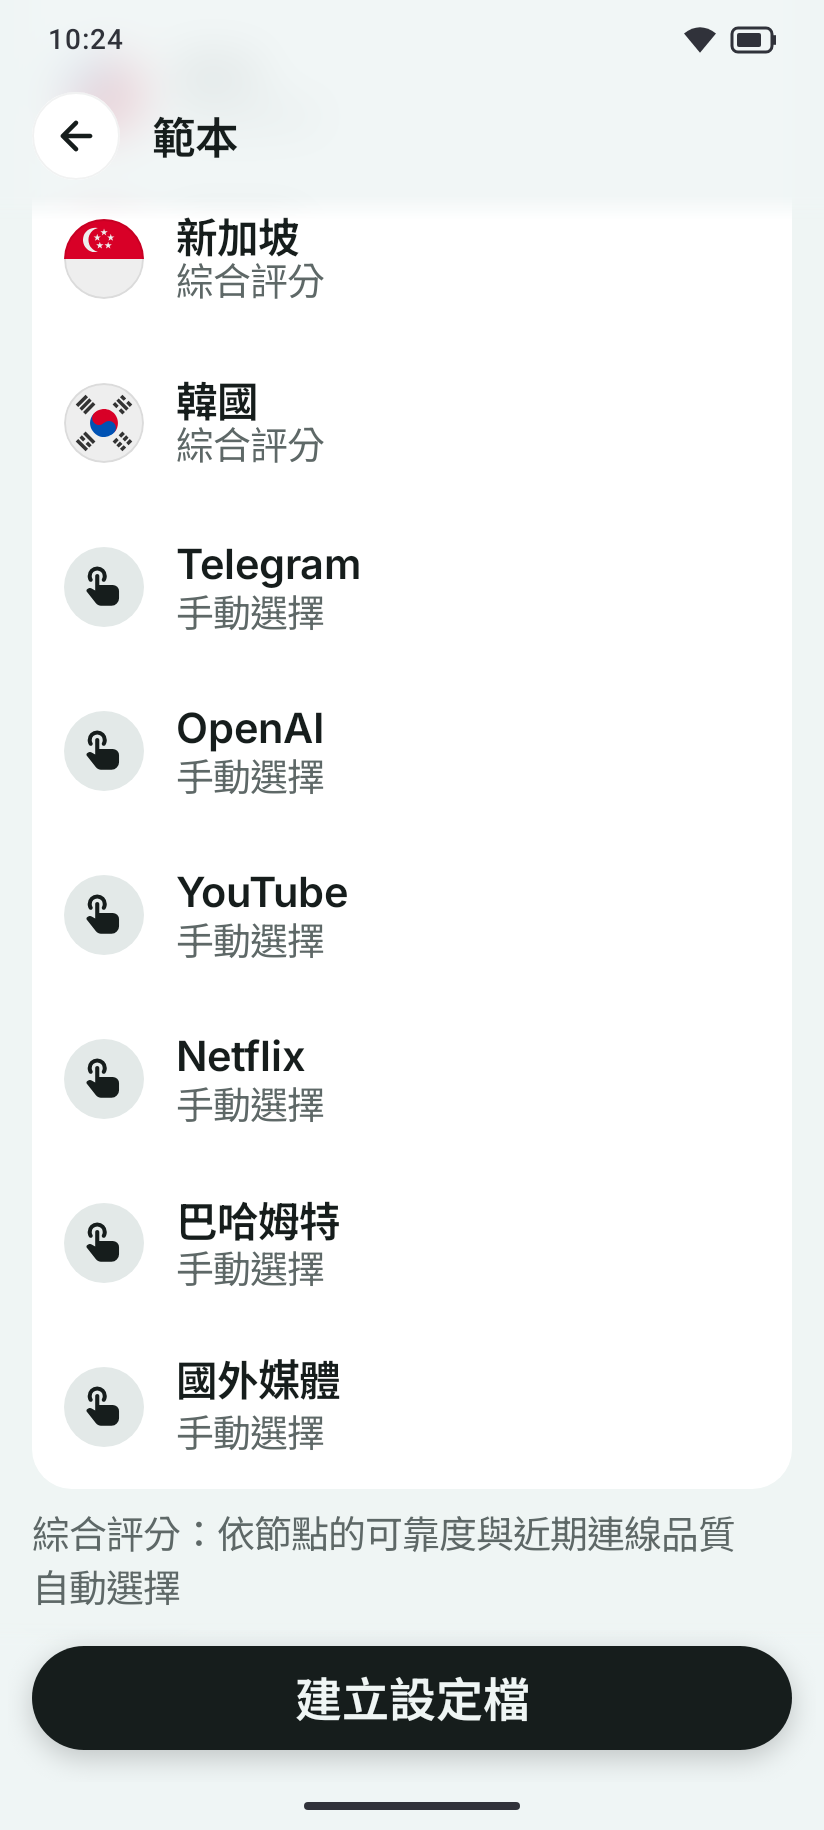 10:24
範本
新加坡
綜合評分
韓國
綜合評分
Telegram
手動選擇
OpenAI
手動選擇
YouTube
手動選擇
Netflix
手動選擇
巴哈姆特
手動選擇
國外媒體
手動選擇
綜合評分：依節點的可靠度與近期連線品質
自動選擇
建立設定檔